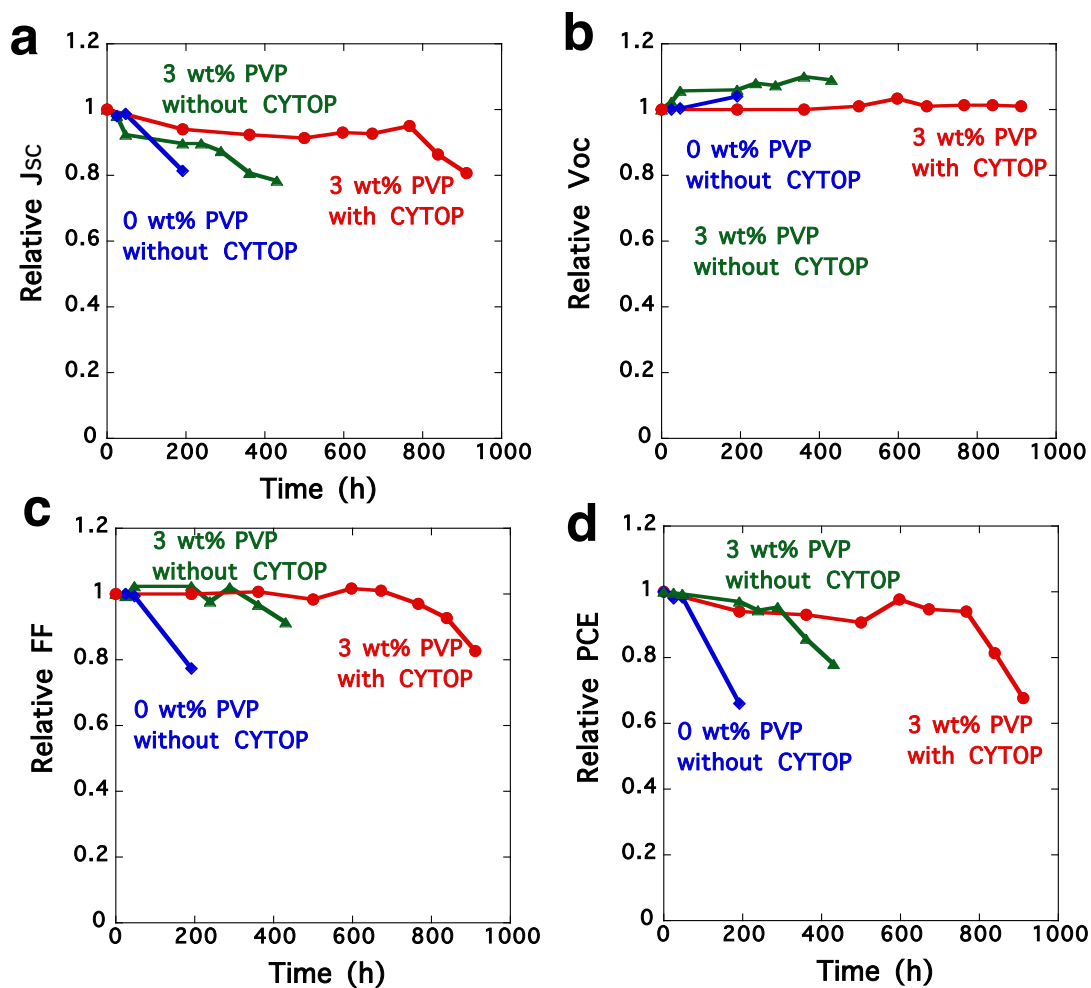 a
1.2
1
0.8
0.6
0.4
0.2
0
Relative JSC
3 wt% PVP
without CYTOP
3 wt% PVP
with CYTOP
0 wt% PVP
without CYTOP
0 200 400 600 800 1000
Time (h)
b
1.2
1
0.8
0.6
0.4
0.2
0
Relative Voc
0 wt% PVP
without CYTOP
3 wt% PVP
with CYTOP
3 wt% PVP
without CYTOP
0 200 400 600 800 1000
c
1.2
1
0.8
0.6
0.4
0.2
0
Relative FF
3 wt% PVP
without CYTOP
3 wt% PVP
with CYTOP
0 wt% PVP
without CYTOP
0 200 400 600 800 1000
Time (h)
d
1.2
1
0.8
0.6
0.4
0.2
0
Relative PCE
3 wt% PVP
without CYTOP
0 wt% PVP
without CYTOP
3 wt% PVP
with CYTOP
0 200 400 600 800 1000
Time (h)